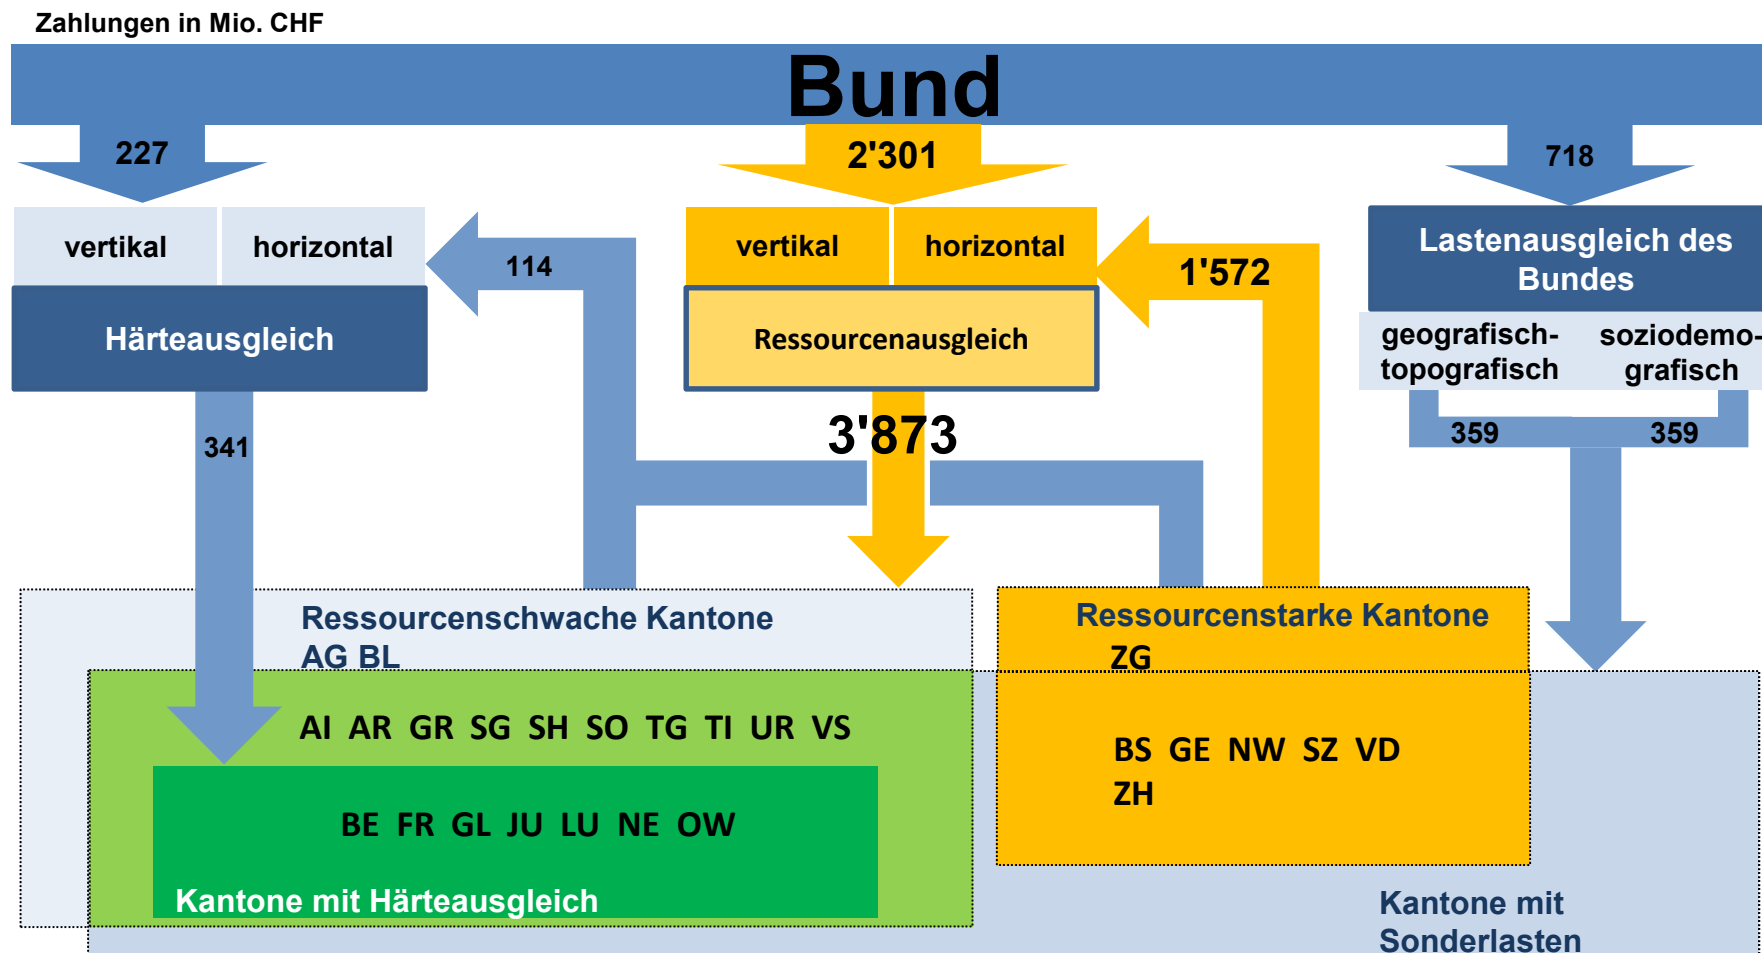 Zahlungen in Mio. CHF
Bund
227
2'301
718
vertikal
horizontal
114
vertikal
horizontal
1'572
Lastenausgleich des
Bundes
Härteausgleich
Ressourcenausgleich
geografisch-
topografisch
soziodemo-
grafisch
341
3'873
359
359
Ressourcenschwache Kantone
AG BL
Ressourcenstarke Kantone
ZG
AI AR GR SG SH SO TG TI UR VS
BS GE NW SZ VD
ZH
BE FR GL JU LU NE OW
Kantone mit Härteausgleich
Kantone mit
Sonderlasten